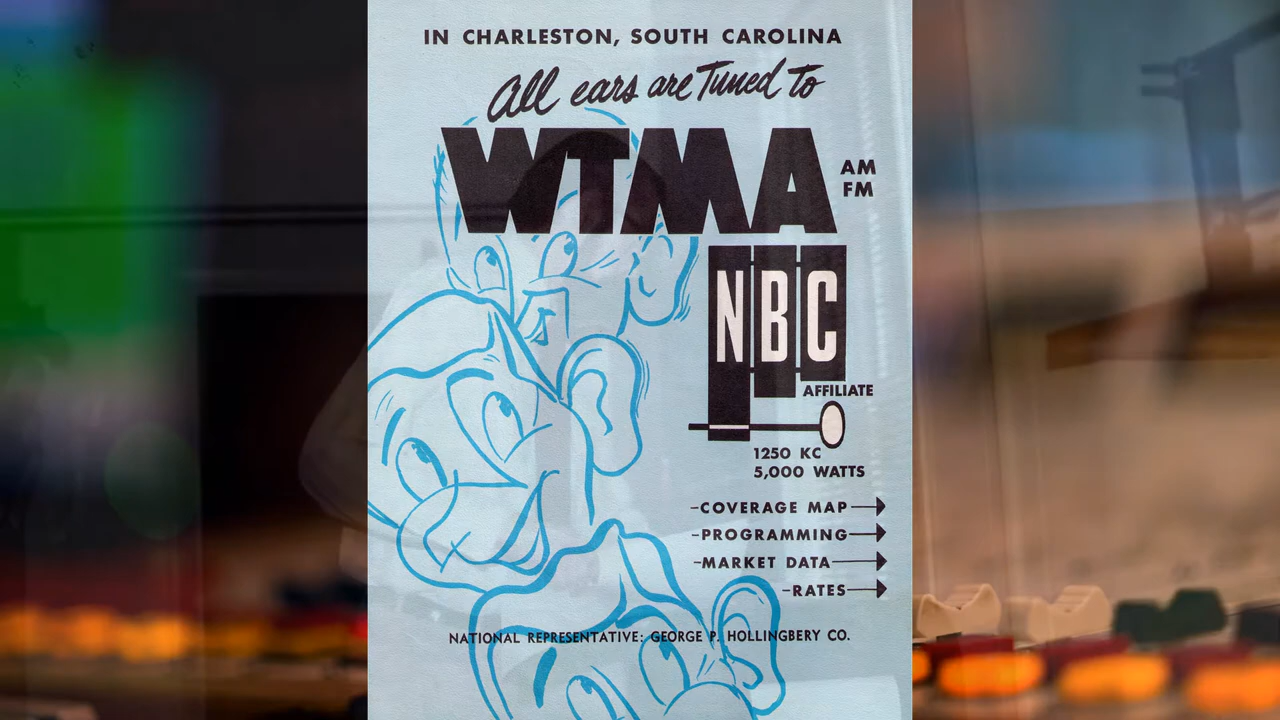 IN CHARLESTON, SOUTH CAROLINA
All ears are Tuned to
WTMA
AM
FM
NBC
AFFILIATE
1250 KC
5,000 WATTS
COVERAGE MAP
PROGRAMMING
MARKET DATA
RATES
NATIONAL REPRESENTATIVE: GEORGE P. HOLLINGBERY CO.